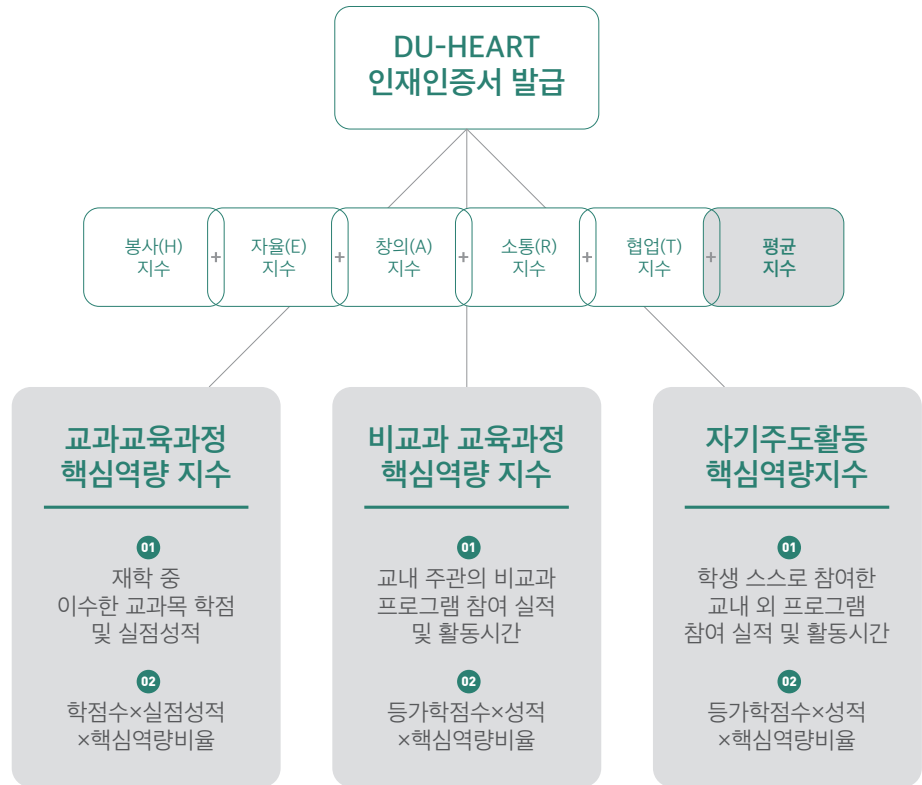 DU-HEART
인재인증서 발급
봉사(H)
지수
+
자율(E)
지수
+
창의(A)
지수
+
소통(R)
지수
+
협업(T)
지수
+
평균
지수
교과교육과정
핵심역량 지수
01
재학 중
이수한 교과목 학점
및 실점성적
02
학점수×실점성적
×핵심역량비율
비교과 교육과정
핵심역량 지수
01
교내 주관의 비교과
프로그램 참여 실적
및 활동시간
02
등가학점수×성적
×핵심역량비율
자기주도활동
핵심역량지수
01
학생 스스로 참여한
교내 외 프로그램
참여 실적 및 활동시간
02
등가학점수×성적
×핵심역량비율